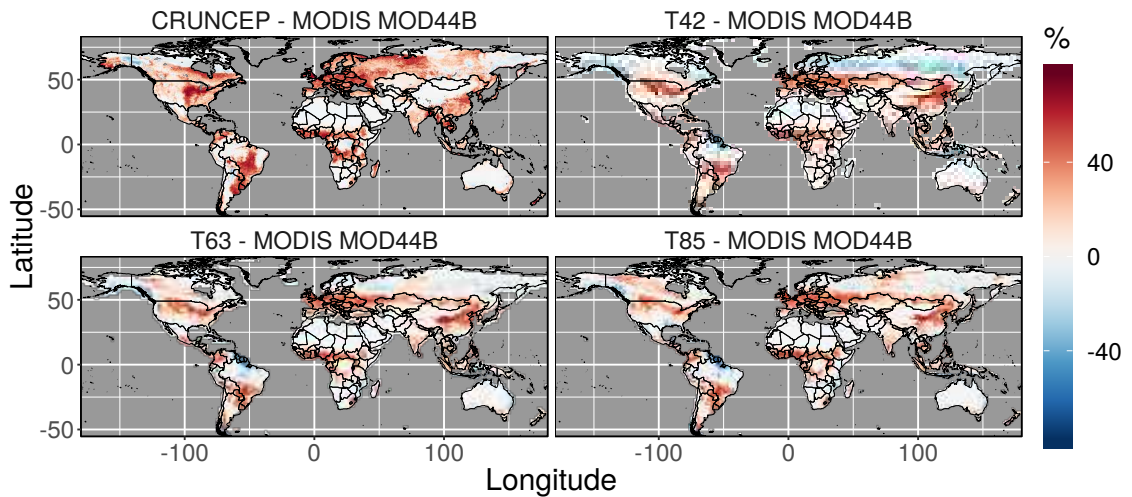 CRUNCEP - MODIS MOD44B
T42 - MODIS MOD44B
%
50
0
-50
T63 - MODIS MOD44B
T85 - MODIS MOD44B
50
0
-50
40
0
-40
-100
0
100
-100
0
100
Latitude
Longitude